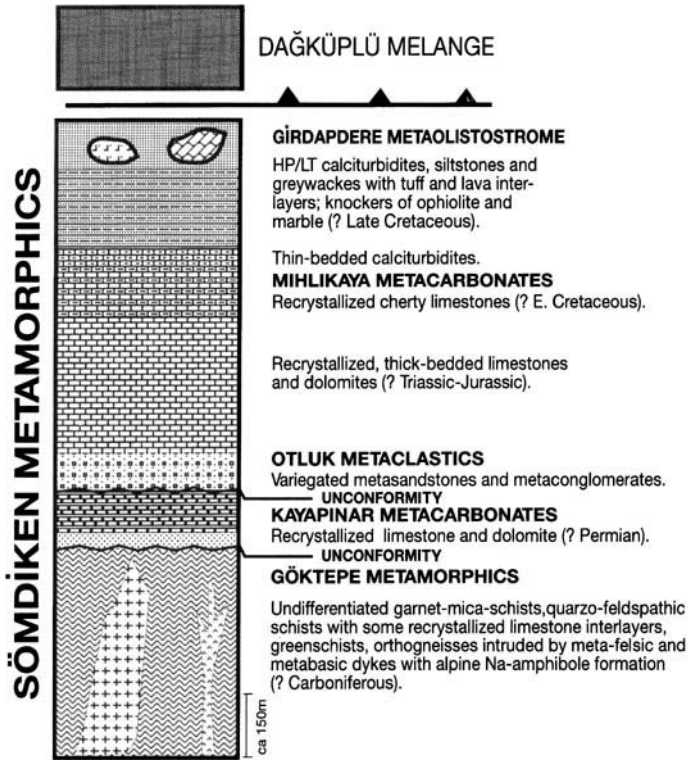 DAĞKÜPLÜ MELANGE
SÖMDİKEN METAMORPHICS
GİRDAPDERE METAOLISTOSTROME
HP/LT calciturbidites, siltstones and
greywackes with tuff and lava inter-
layers; knockers of ophiolite and
marble (? Late Cretaceous).
Thin-bedded calciturbidites.
MIHLIKAYA METACARBONATES
Recrystallized cherty limestones (? E. Cretaceous).
Recrystallized, thick-bedded limestones
and dolomites (? Triassic-Jurassic).
OTLUK METACLASTICS
Variegated metasandstones and metaconglomerates.
UNCONFORMITY
KAYAPINAR METACARBONATES
Recrystallized limestone and dolomite (? Permian).
UNCONFORMITY
GÖKTEPE METAMORPHICS
Undifferentiated garnet-mica-schists,quarzo-feldspathic
schists with some recrystallized limestone interlayers,
greenschists, orthogneisses intruded by meta-felsic and
metabasic dykes with alpine Na-amphibole formation
(? Carboniferous).
ca 150m